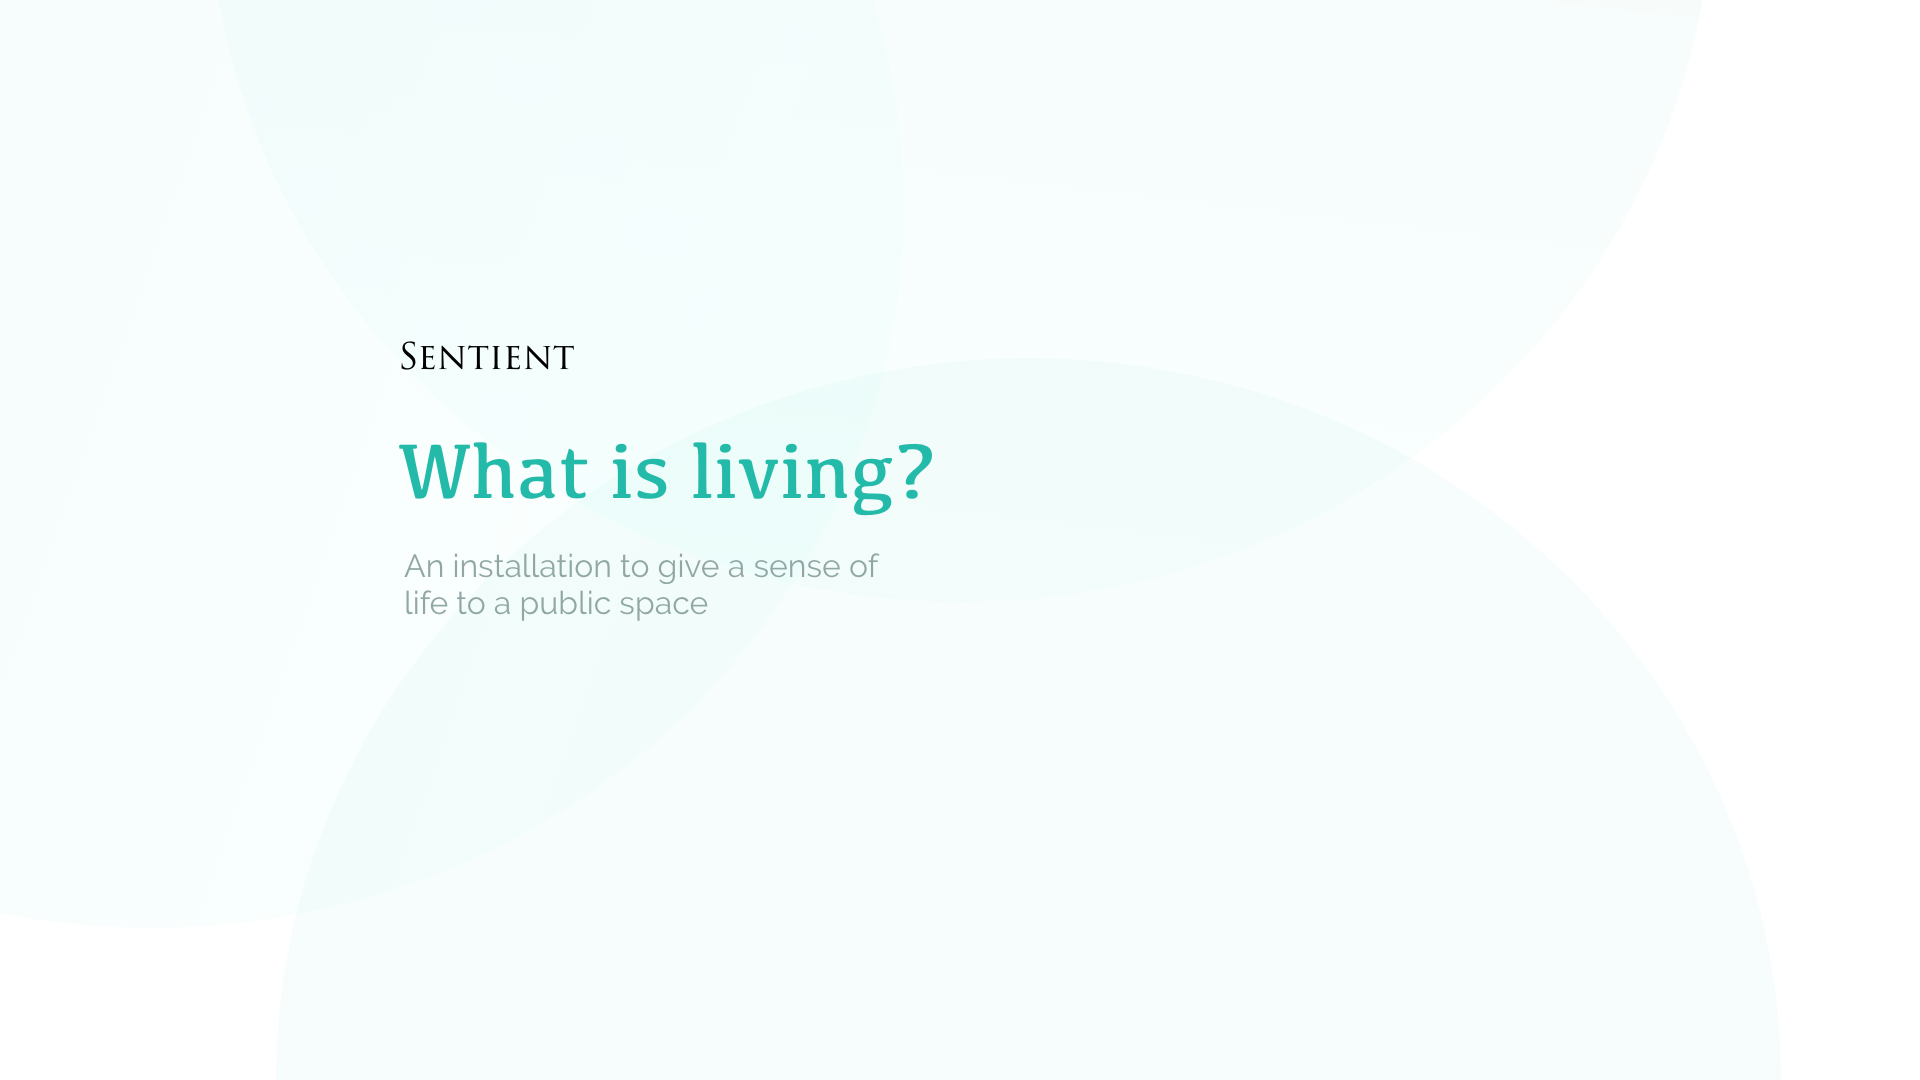 Sentient
What is living?
An installation to give a sense of
life to a public space